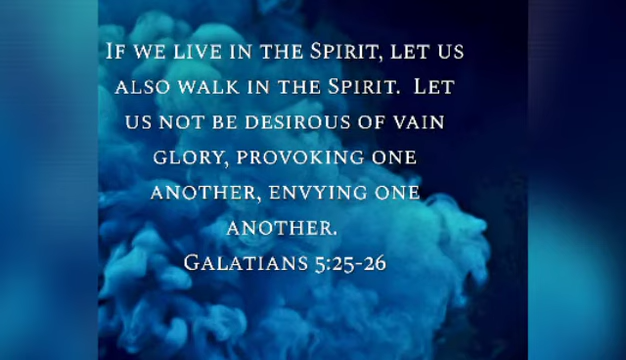 If we live in the Spirit, let us
also walk in the Spirit.  Let
us not be desirous of vain
glory, provoking one
another, envying one
another.
Galatians 5:25-26